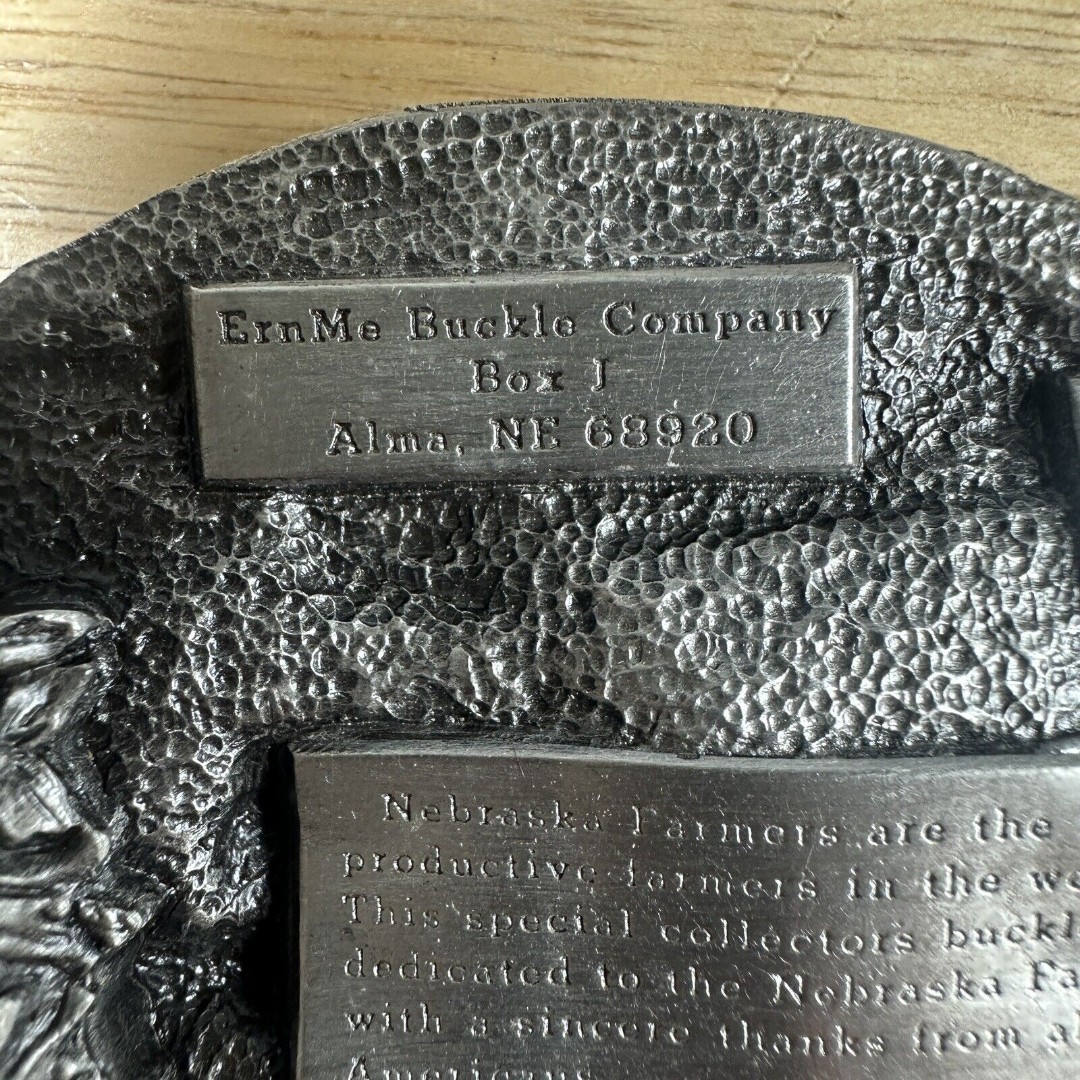 ErnMe Buckle Company
Box J
Alma, NE 68920
Nebraska Farmers are the
productive farmers in the
This special collectors
dedicated to the Nebraska
with a sincere thanks from
Americans